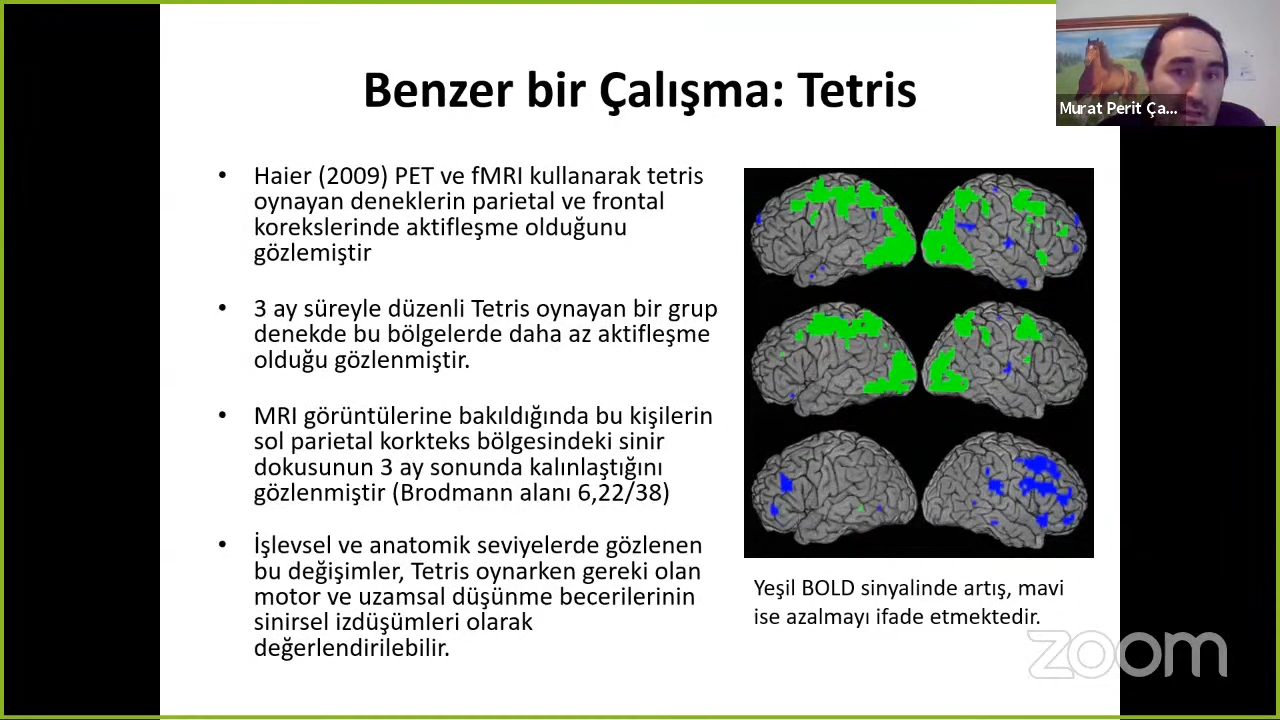 Benzer bir Çalışma: Tetris
Murat Perit Ça...
• Haier (2009) PET ve fMRI kullanarak tetris
oynayan deneklerin parietal ve frontal
korekslerinde aktifleşme olduğunu
gözlemiştir
• 3 ay süreyle düzenli Tetris oynayan bir grup
denekde bu bölgelerde daha az aktifleşme
olduğu gözlenmiştir.
• MRI görüntülerine bakıldığında bu kişilerin
sol parietal korkteks bölgesindeki sinir
dokusunun 3 ay sonunda kalınlaştığını
gözlenmiştir (Brodmann alanı 6,22/38)
• İşlevsel ve anatomik seviyelerde gözlenen
bu değişimler, Tetris oynarken gereki olan
motor ve uzamsal düşünme becerilerinin
sinirsel izdüşümleri olarak
değerlendirilebilir.
Yeşil BOLD sinyalinde artış, mavi
ise azalmayı ifade etmektedir.
zoom